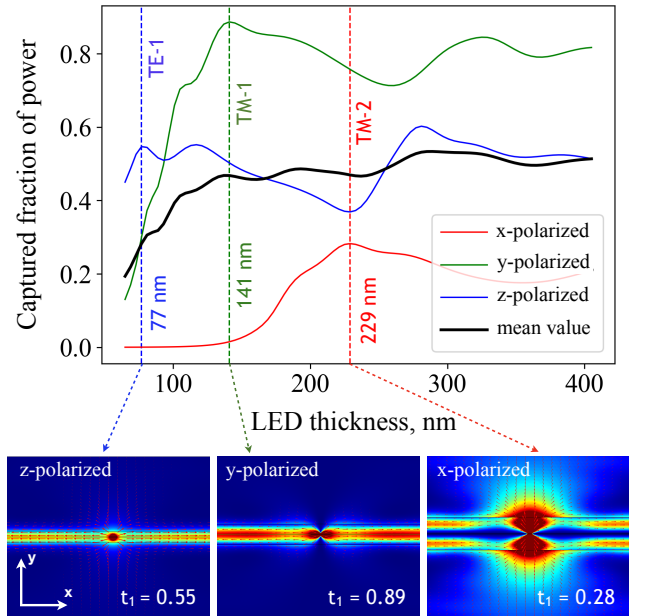 Captured fraction of power
0.8
0.6
0.4
0.2
0.0
TE-1
TM-1
TM-2
77 nm
141 nm
229 nm
x-polarized
y-polarized
z-polarized
mean value
100
200
300
400
LED thickness, nm
z-polarized
y
x
t₁ = 0.55
y-polarized
t₁ = 0.89
x-polarized
t₁ = 0.28